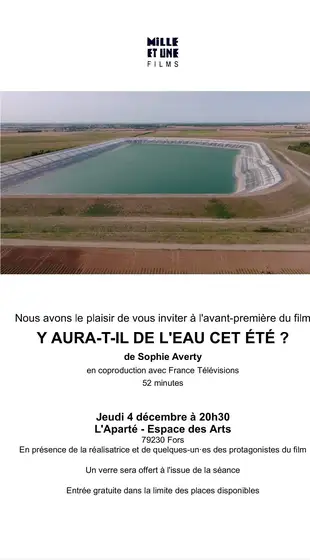 MiLLE
ET UNE
FILMS
Nous avons le plaisir de vous inviter à l'avant-première du film
Y AURA-T-IL DE L'EAU CET ÉTÉ ?
de Sophie Averty
en coproduction avec France Télévisions
52 minutes
Jeudi 4 décembre à 20h30
L'Aparté - Espace des Arts
79230 Fors
En présence de la réalisatrice et de quelques-un·es des protagonistes du film
Un verre sera offert à l'issue de la séance
Entrée gratuite dans la limite des places disponibles